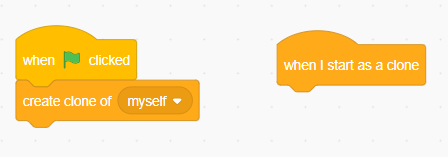 when clicked
create clone of myself
when I start as a clone